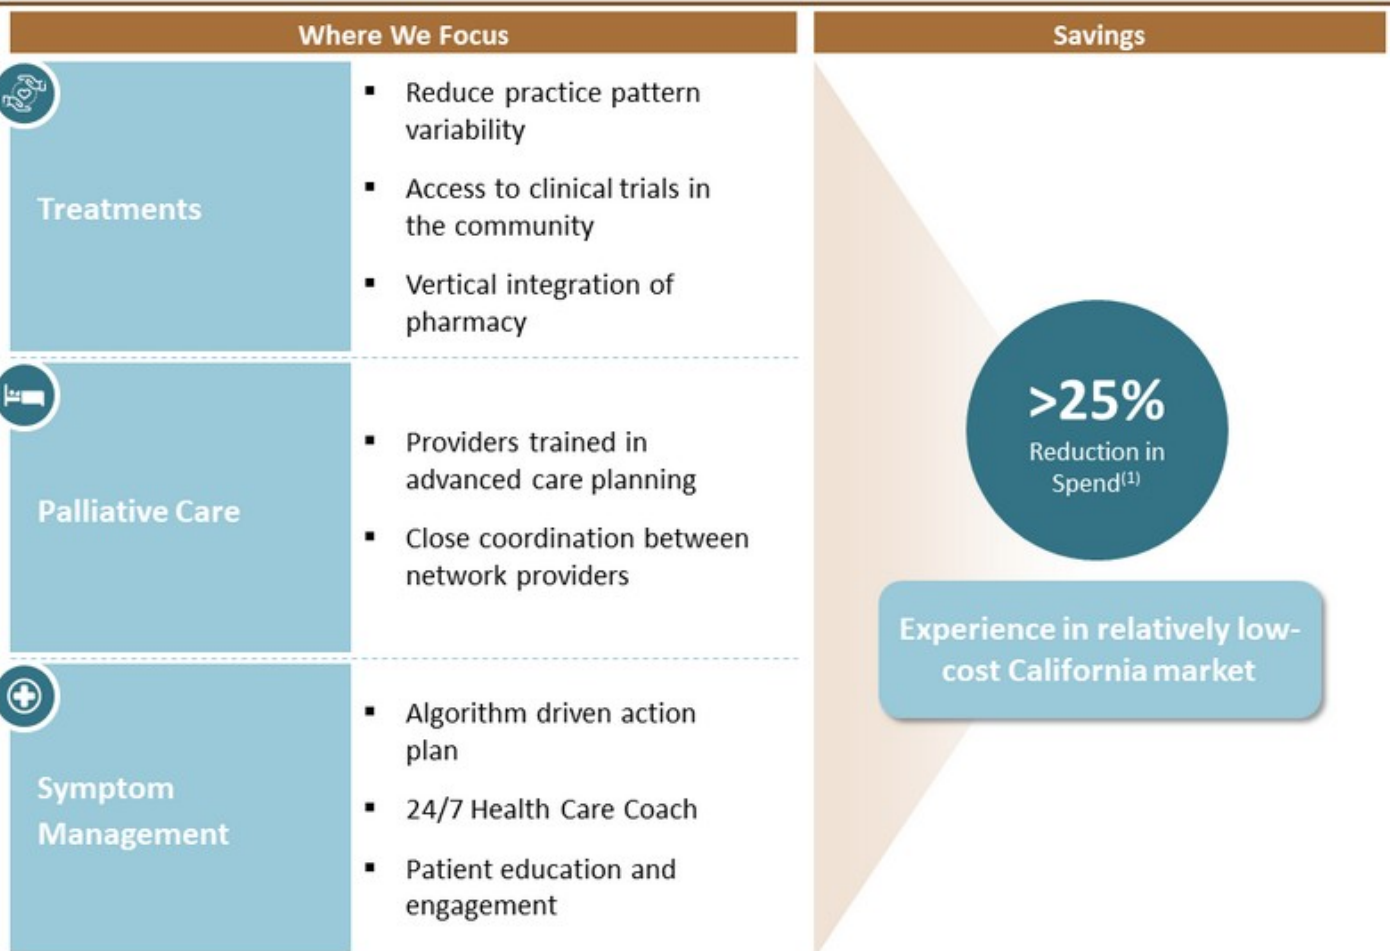 Where We Focus
Savings
Treatments
▪ Reduce practice pattern
variability
▪ Access to clinical trials in
the community
▪ Vertical integration of
pharmacy
Palliative Care
▪ Providers trained in
advanced care planning
▪ Close coordination between
network providers
Symptom
Management
▪ Algorithm driven action
plan
▪ 24/7 Health Care Coach
▪ Patient education and
engagement
>25%
Reduction in
Spend(1)
Experience in relatively low-
cost California market